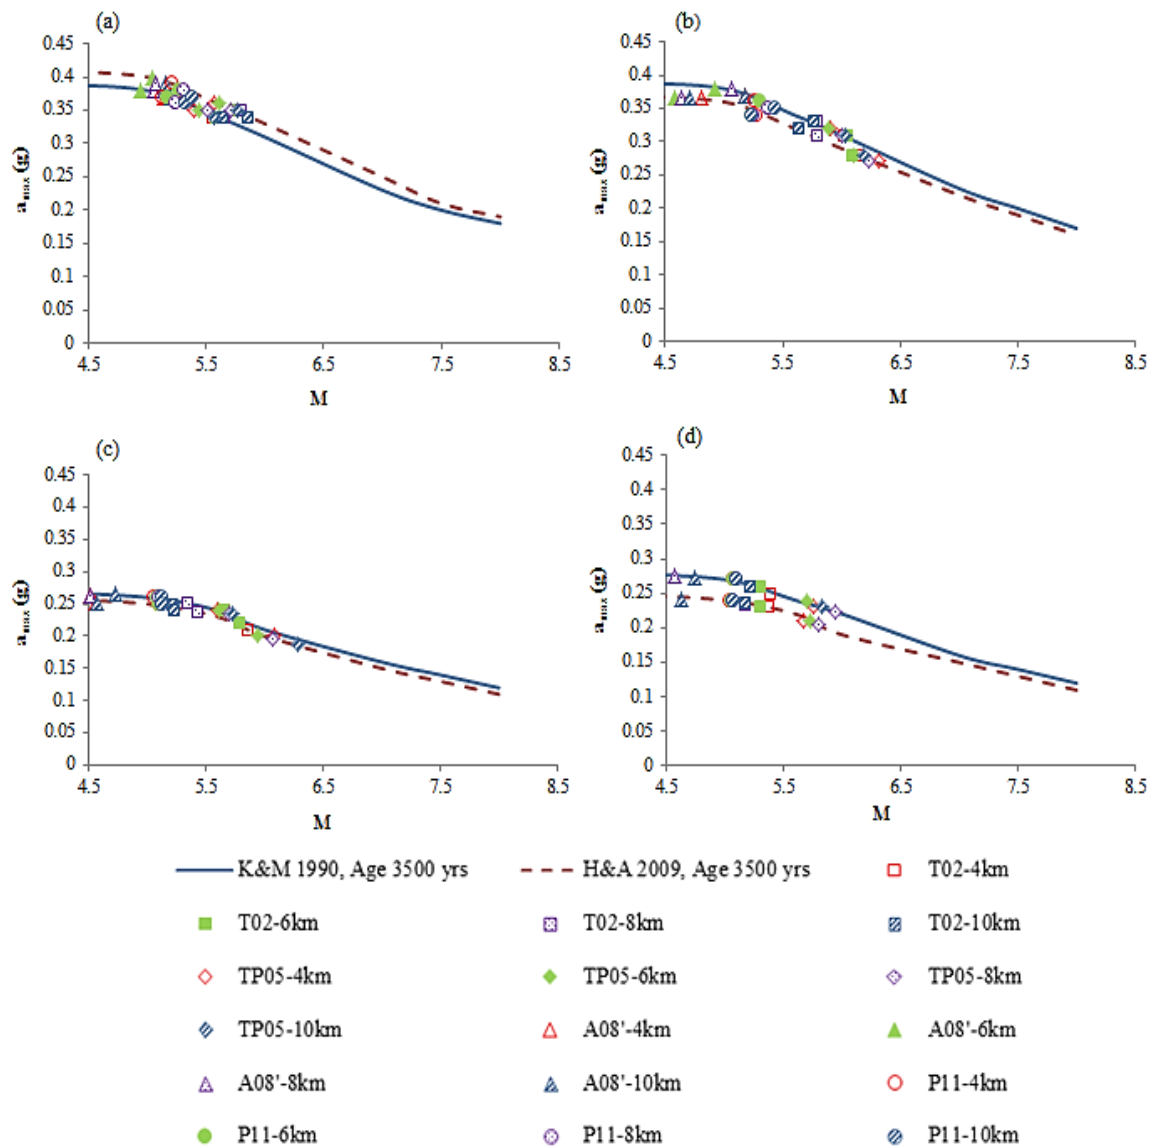 (a)
0.45
0.4
0.35
0.3
0.25
0.2
0.15
0.1
0.05
0
a_max (g)
4.5 5.5 6.5 7.5 8.5
M
(b)
0.45
0.4
0.35
0.3
0.25
0.2
0.15
0.1
0.05
0
a_max (g)
4.5 5.5 6.5 7.5 8.5
M
(c)
0.45
0.4
0.35
0.3
0.25
0.2
0.15
0.1
0.05
0
a_max (g)
4.5 5.5 6.5 7.5 8.5
M
(d)
0.45
0.4
0.35
0.3
0.25
0.2
0.15
0.1
0.05
0
a_max (g)
4.5 5.5 6.5 7.5 8.5
M
K&M 1990, Age 3500 yrs H&A 2009, Age 3500 yrs T02-4km
T02-6km T02-8km T02-10km
TP05-4km TP05-6km TP05-8km
TP05-10km A08'-4km A08'-6km
A08'-8km A08'-10km P11-4km
P11-6km P11-8km P11-10km